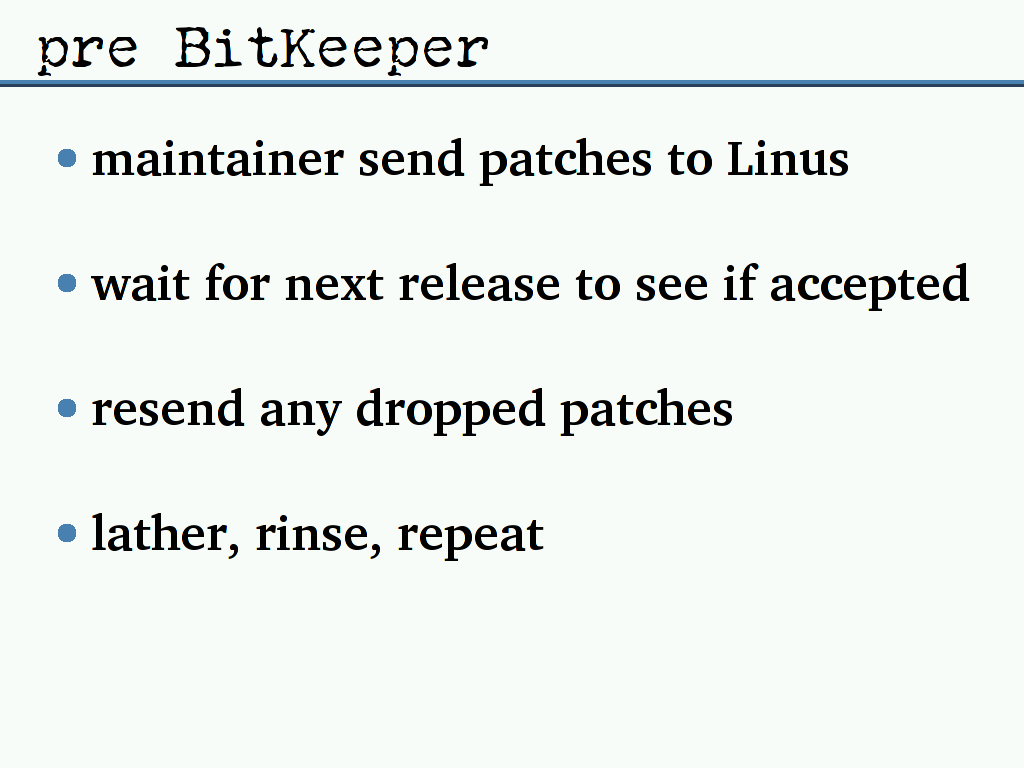 pre BitKeeper
maintainer send patches to Linus
wait for next release to see if accepted
resend any dropped patches
lather, rinse, repeat